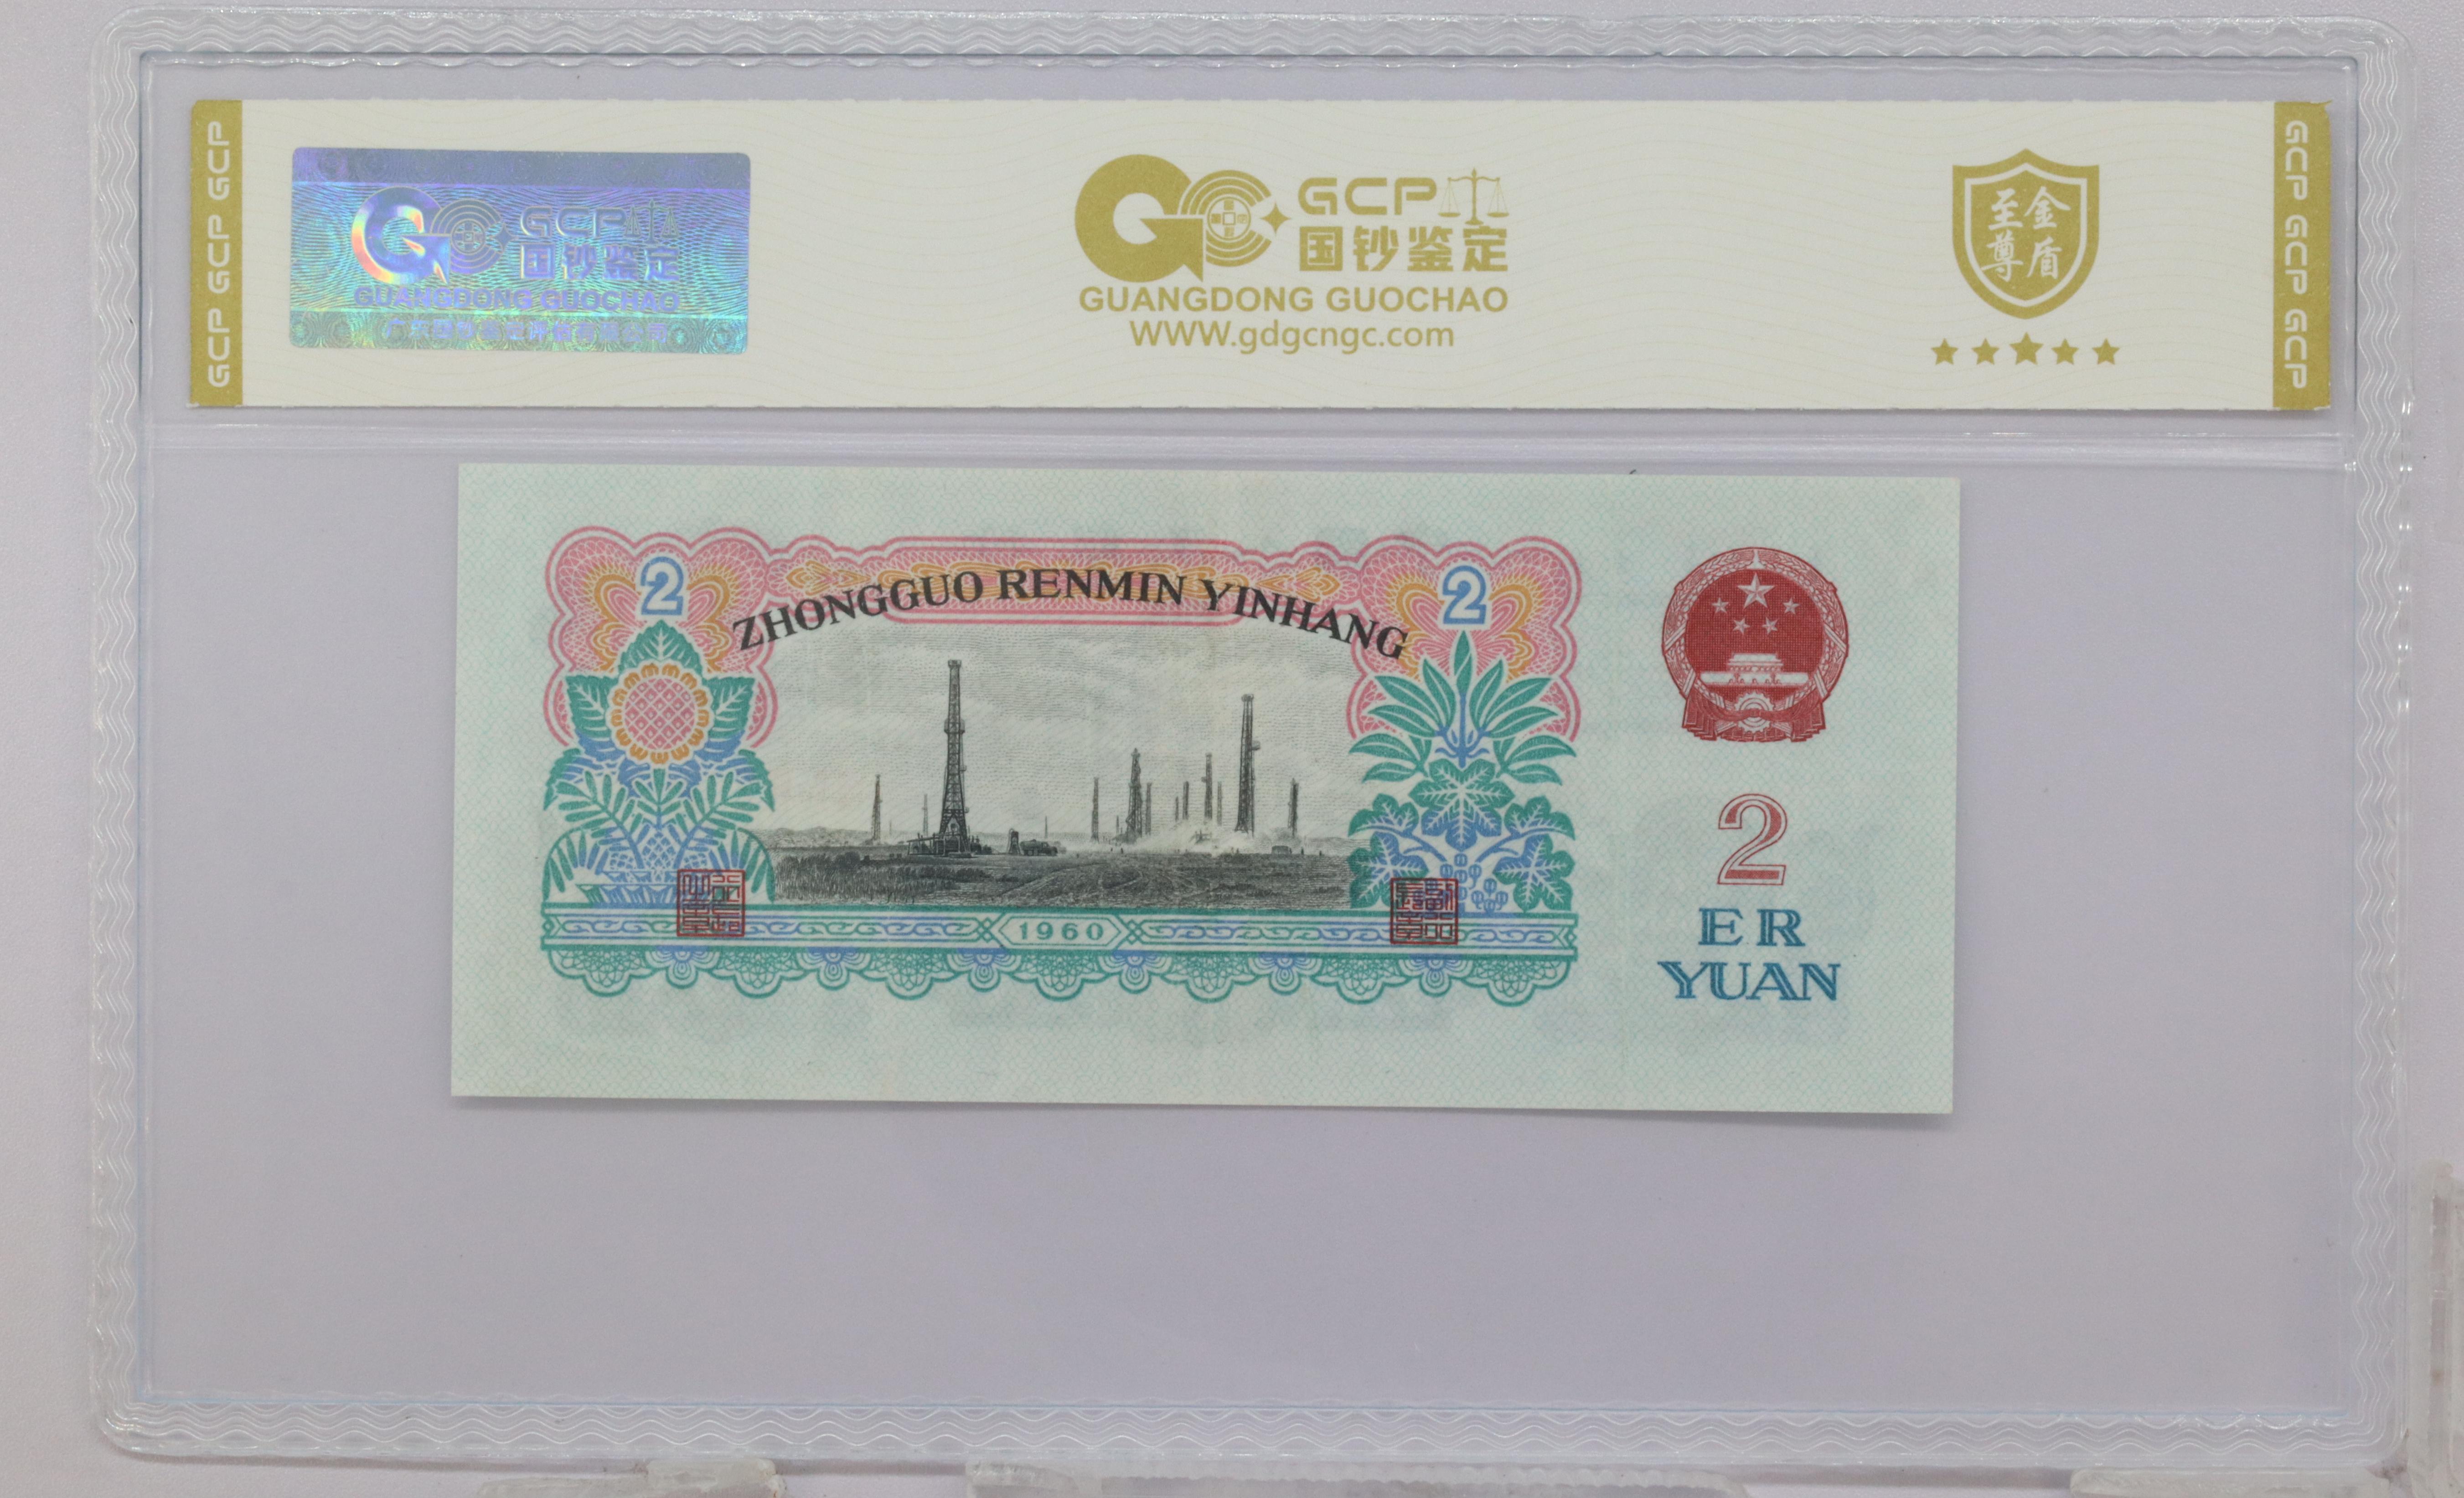 GCP GCP GCP
GCP
国钞鉴定
GUANGDONG GUOCHAO
GCP
国钞鉴定
GUANGDONG GUOCHAO
WWW.gdgcngc.com
至金
尊盾
GCP GCP GCP
2
2
ZHONGGUO RENMIN YINHANG
1960
2
ER
YUAN